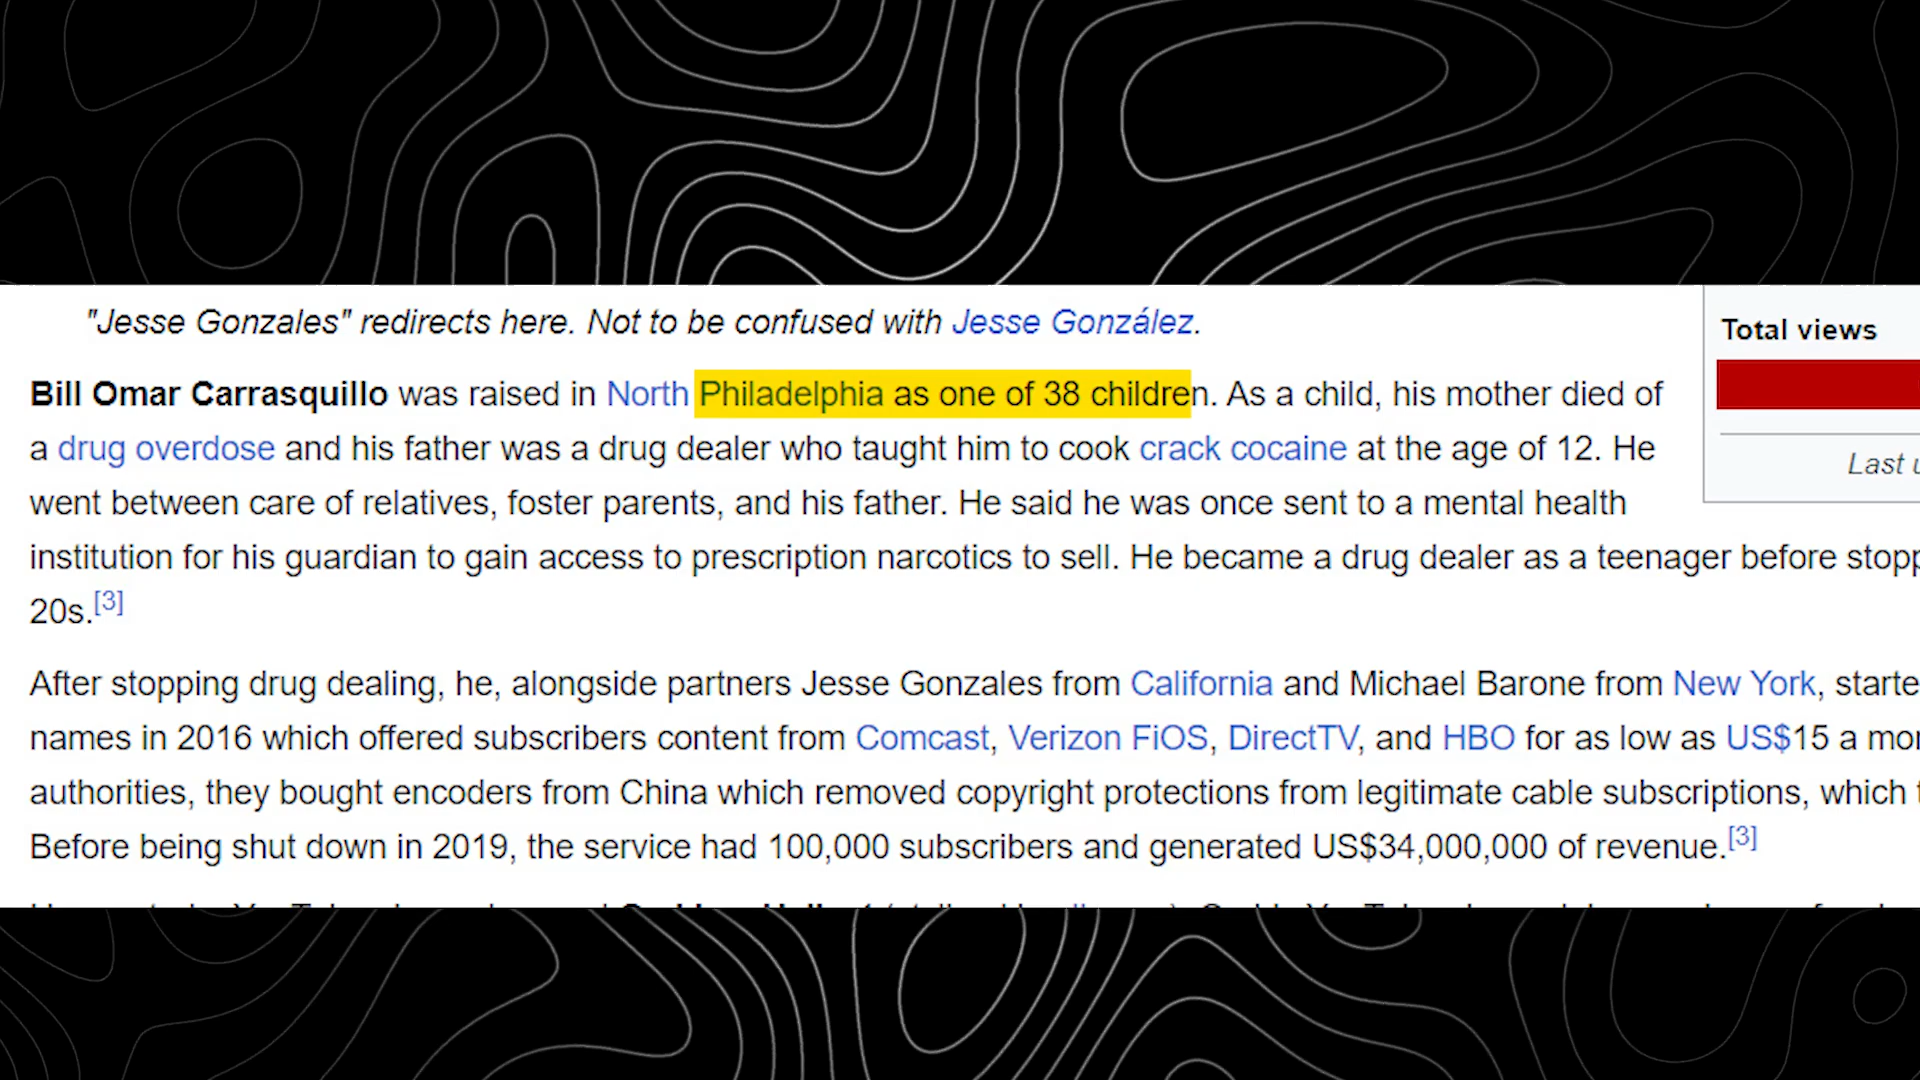 "Jesse Gonzales" redirects here. Not to be confused with Jesse González.
Total views
Bill Omar Carrasquillo was raised in North Philadelphia as one of 38 children. As a child, his mother died of
a drug overdose and his father was a drug dealer who taught him to cook crack cocaine at the age of 12. He
Last
went between care of relatives, foster parents, and his father. He said he was once sent to a mental health
institution for his guardian to gain access to prescription narcotics to sell. He became a drug dealer as a teenager before
20s.[3]
After stopping drug dealing, he, alongside partners Jesse Gonzales from California and Michael Barone from New York,
names in 2016 which offered subscribers content from Comcast, Verizon FiOS, DirectTV, and HBO for as low as US$15 a
authorities, they bought encoders from China which removed copyright protections from legitimate cable subscriptions, which
Before being shut down in 2019, the service had 100,000 subscribers and generated US$34,000,000 of revenue.[3]